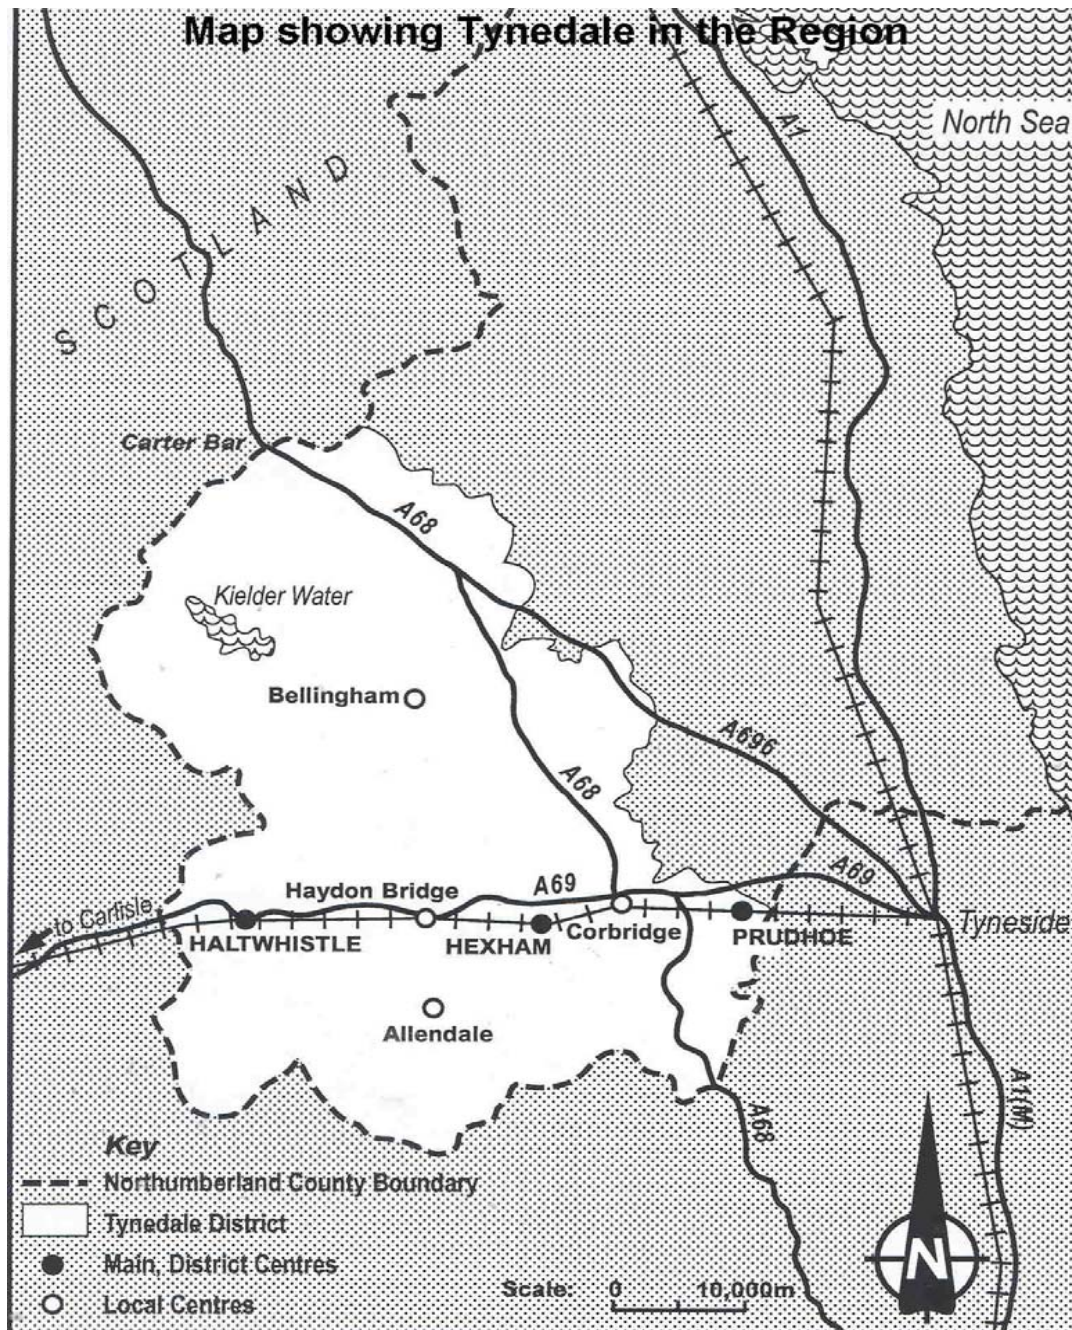 Map showing Tynedale in the Region
North Sea
A1
SCOTLAND
Carter Bar
A68
Kielder Water
Bellingham
A696
A68
Haydon Bridge
A69
A69
to Carlisle
HALTWHISTLE
HEXHAM
Corbridge
PRUDHOE
Tyneside
Allendale
A1(M)
A68
Key
Northumberland County Boundary
Tynedale District
Main, District Centres
Local Centres
Scale: 0 10,000m
N